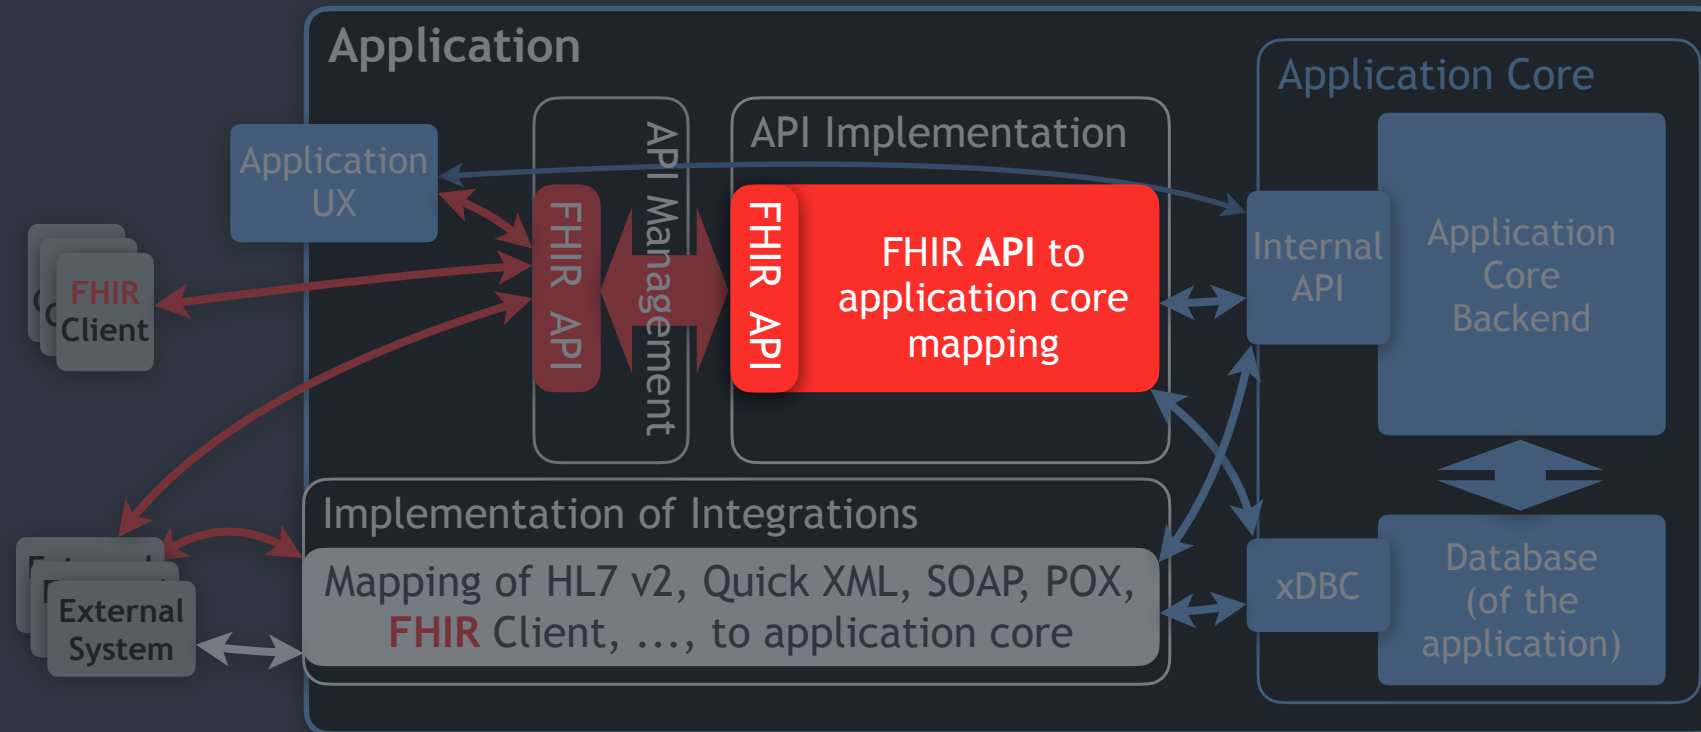 Application
Application Core
API Implementation
API Management
Application
UX
FHIR API
FHIR API
FHIR API to
application core
mapping
Internal
API
Application
Core
Backend
FHIR
Client
Implementation of Integrations
Mapping of HL7 v2, Quick XML, SOAP, POX,
FHIR Client, ..., to application core
External
System
xDBC
Database
(of the
application)